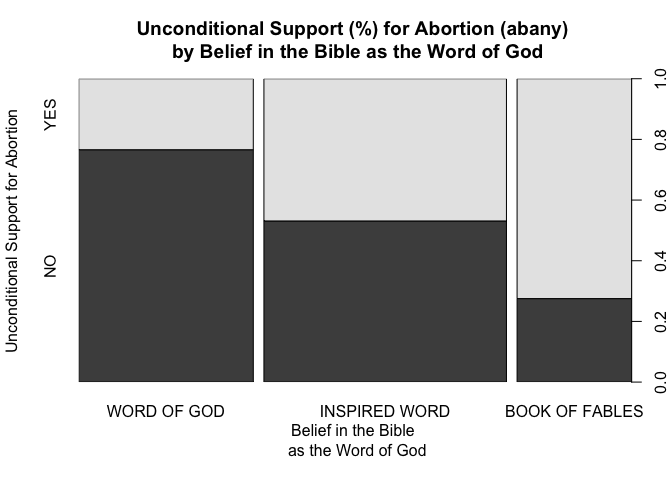 Unconditional Support (%) for Abortion (abany)
by Belief in the Bible as the Word of God
Unconditional Support for Abortion
YES
NO
1.0
0.8
0.6
0.4
0.2
0.0
WORD OF GOD
INSPIRED WORD
BOOK OF FABLES
Belief in the Bible
as the Word of God